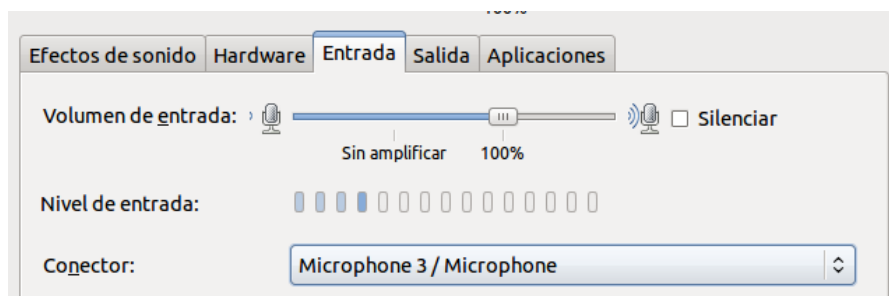 Efectos de sonido Hardware Entrada Salida Aplicaciones
Volumen de entrada: Silenciar
Sin amplificar 100%
Nivel de entrada:
Conector: Microphone 3 / Microphone